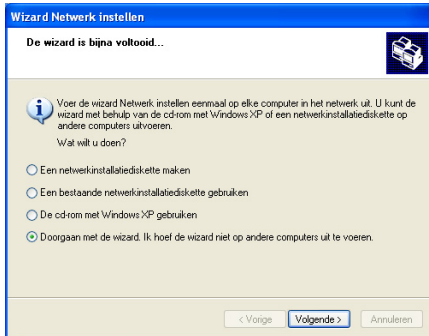 Wizard Netwerk instellen
De wizard is bijna voltooid...
Voer de wizard Netwerk instellen eenmaal op elke computer in het netwerk uit. U kunt de
wizard met behulp van de cd-rom met Windows XP of een netwerkinstallatiediskette op
andere computers uitvoeren.
Wat wilt u doen?
Een netwerkinstallatiediskette maken
Een bestaande netwerkinstallatiediskette gebruiken
De cd-rom met Windows XP gebruiken
Doorgaan met de wizard. Ik hoef de wizard niet op andere computers uit te voeren.
< Vorige Volgende > Annuleren